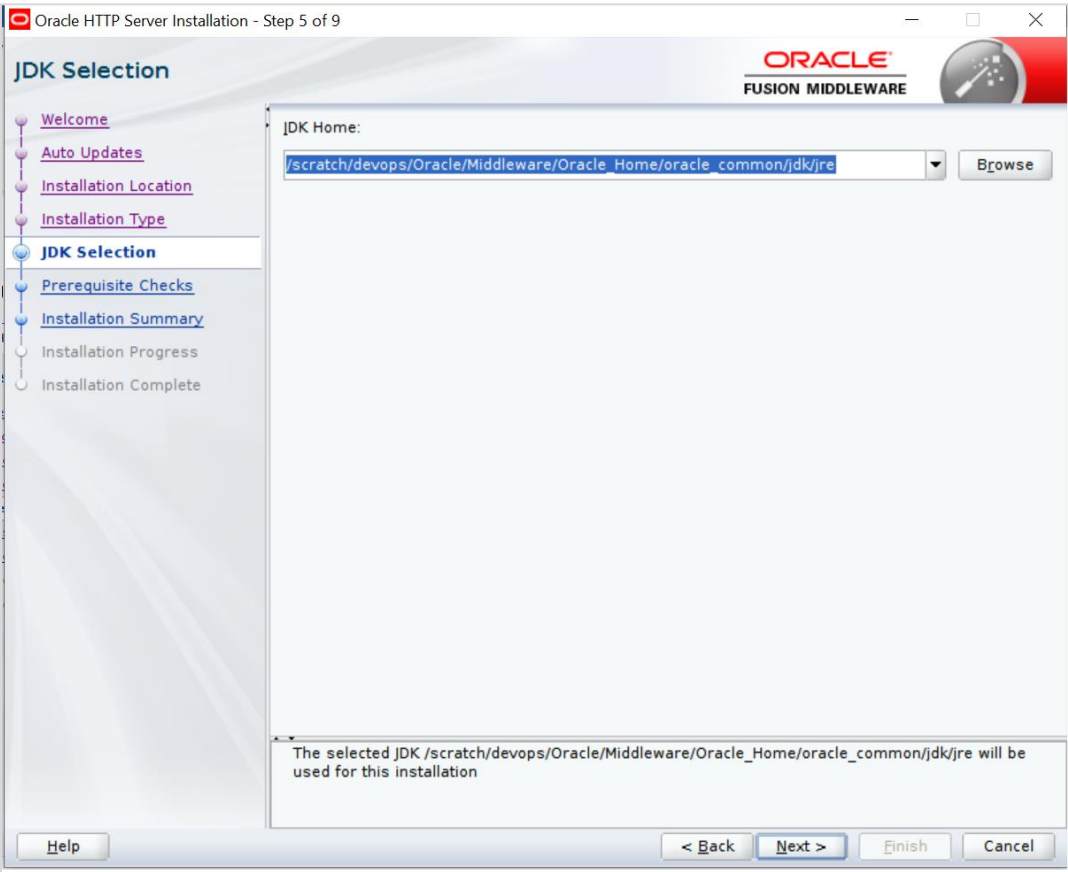 Oracle HTTP Server Installation - Step 5 of 9
JDK Selection
ORACLE
FUSION MIDDLEWARE
Welcome
Auto Updates
Installation Location
Installation Type
JDK Selection
Prerequisite Checks
Installation Summary
Installation Progress
Installation Complete
JDK Home:
/scratch/devops/Oracle/Middleware/Oracle_Home/oracle_common/jdk/jre
Browse
The selected JDK /scratch/devops/Oracle/Middleware/Oracle_Home/oracle_common/jdk/jre will be
used for this installation
Help
< Back
Next >
Finish
Cancel